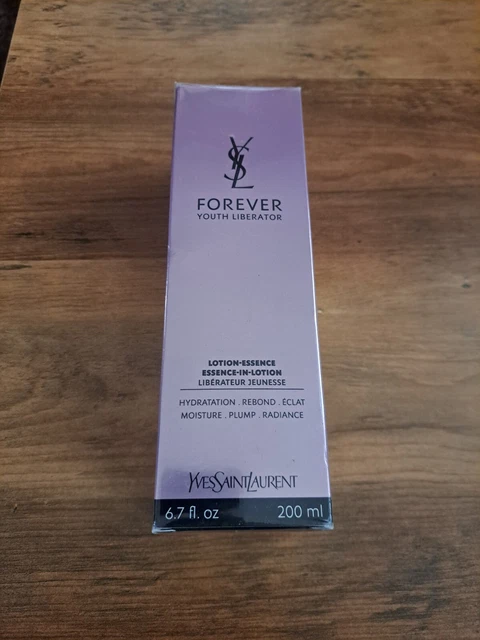 YSL
FOREVER
YOUTH LIBERATOR
LOTION-ESSENCE
ESSENCE-IN-LOTION
LIBÉRATEUR JEUNESSE
HYDRATATION . REBOND . ÉCLAT
MOISTURE . PLUMP . RADIANCE
YVESSAINTLAURENT
6.7 fl. oz 200 ml